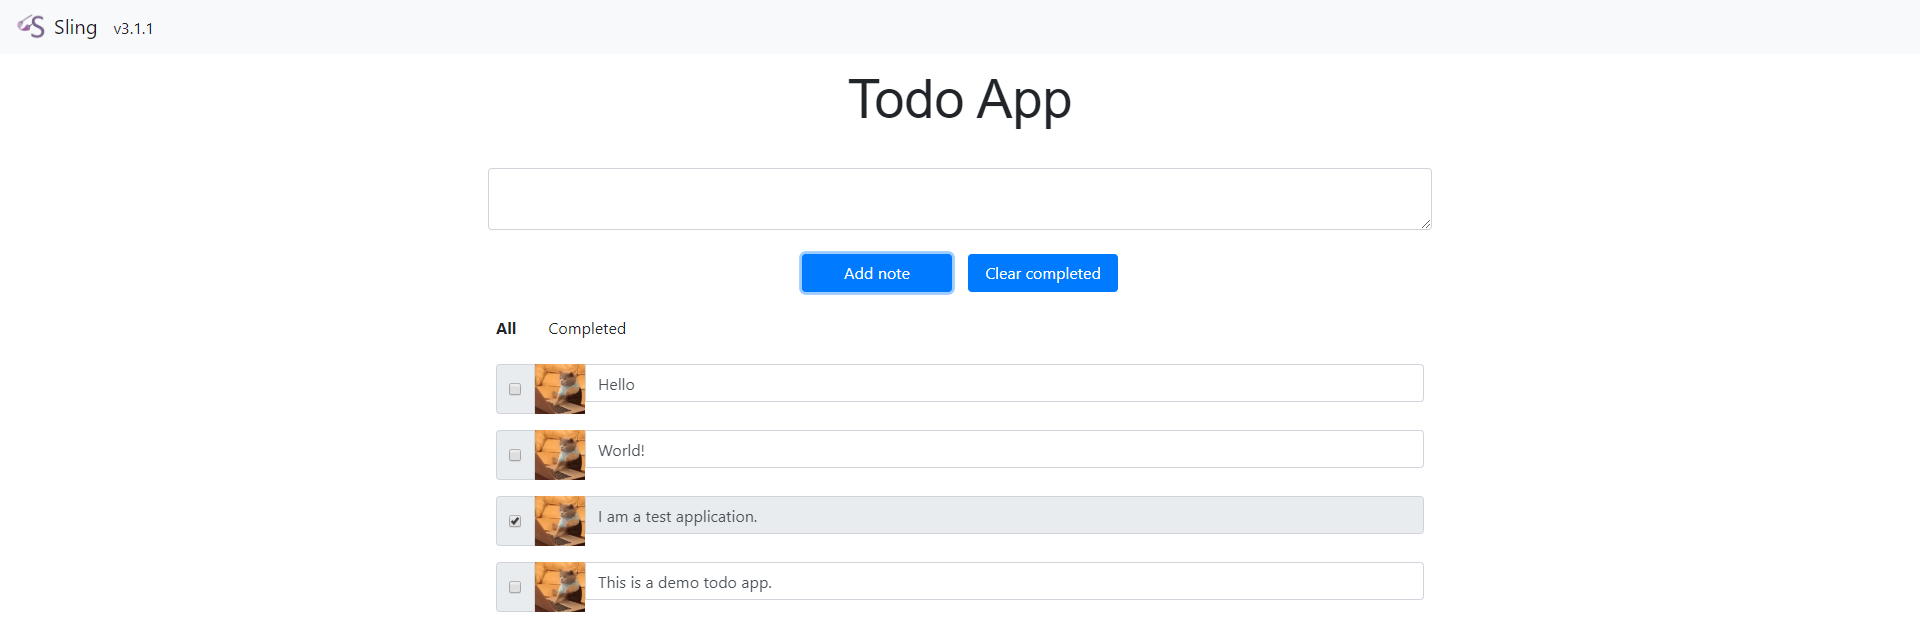 Sling v3.1.1
Todo App
Add note Clear completed
All Completed
Hello
World!
I am a test application.
This is a demo todo app.